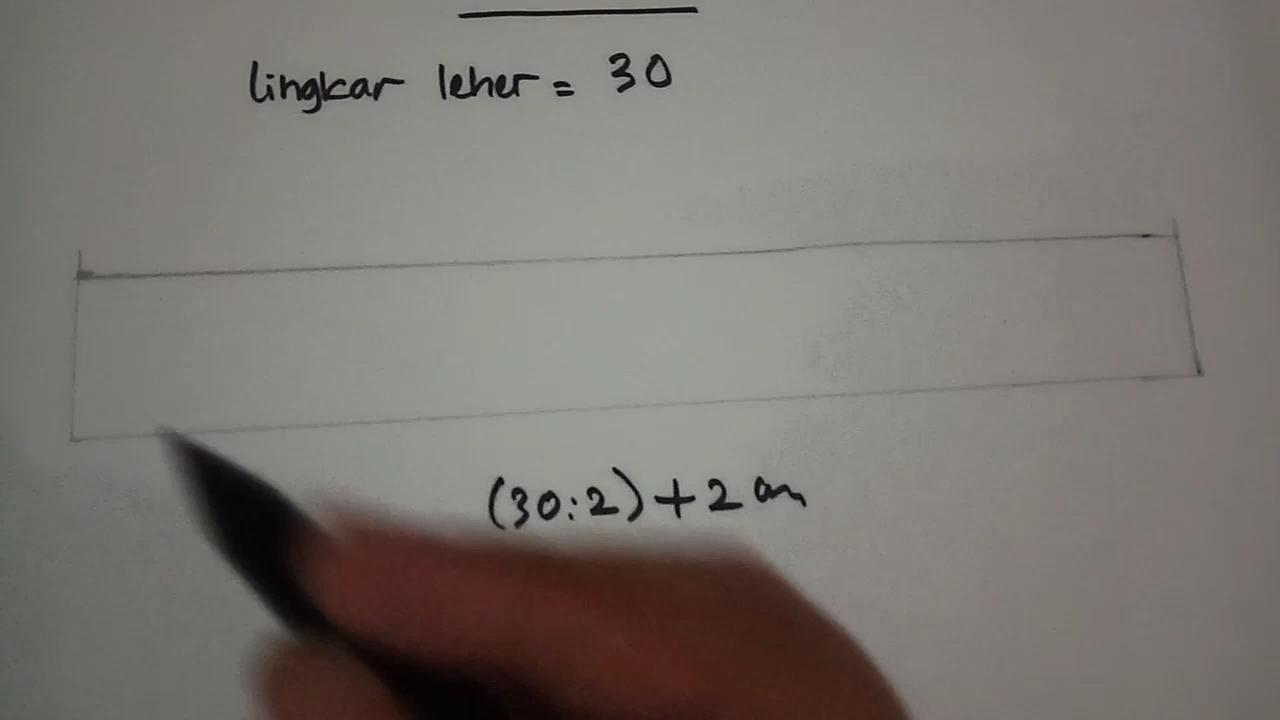 lingkar leher = 30
(30:2) + 2 cm